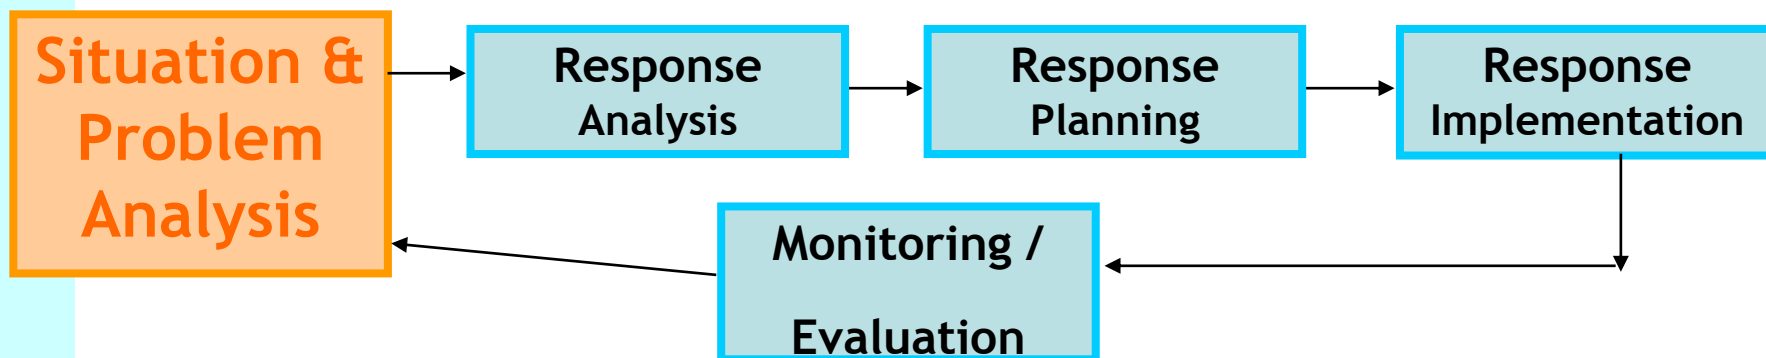 Situation &
Problem
Analysis
Response
Analysis
Response
Planning
Response
Implementation
Monitoring /
Evaluation